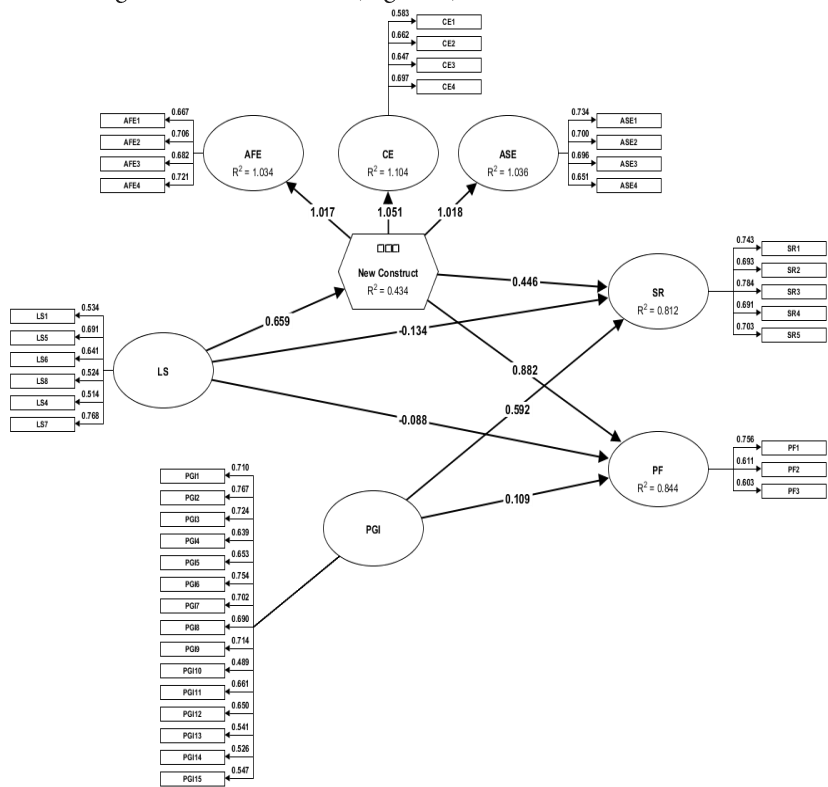 0.583 CE1
0.662 CE2
0.647 CE3
0.697 CE4
AFE1 0.667
AFE2 0.706
AFE3 0.682
AFE4 0.721
AFE
R² = 1.034
CE
R² = 1.104
ASE
R² = 1.036
0.734 ASE1
0.700 ASE2
0.696 ASE3
0.651 ASE4
1.017
1.051
1.018
New Construct
R² = 0.434
0.446
SR
R² = 0.812
0.743 SR1
0.693 SR2
0.784 SR3
0.691 SR4
0.703 SR5
0.659
-0.134
LS1 0.534
LS5 0.691
LS6 0.641
LS8 0.524
LS4 0.514
LS7 0.768
LS
0.882
0.592
-0.088
PF
R² = 0.844
0.756 PF1
0.611 PF2
0.603 PF3
0.109
PGI
PGI1 0.710
PGI2 0.767
PGI3 0.724
PGI4 0.639
PGI5 0.653
PGI6 0.754
PGI7 0.702
PGI8 0.690
PGI9 0.714
PGI10 0.489
PGI11 0.661
PGI12 0.650
PGI13 0.541
PGI14 0.526
PGI15 0.547